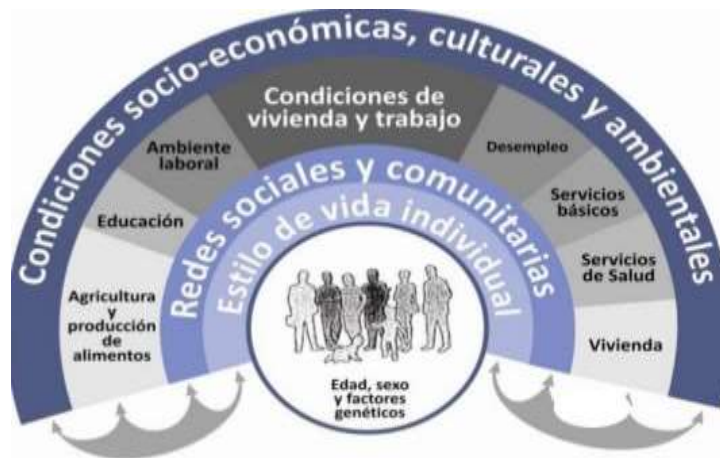 Condiciones socio-económicas, culturales y ambientales
Condiciones de
vivienda y trabajo
Ambiente
laboral
Desempleo
Educación
Servicios
básicos
Agricultura
y
producción
de
alimentos
Servicios
de Salud
Vivienda
Redes sociales y comunitarias
Estilo de vida individual
Edad, sexo
y factores
genéticos